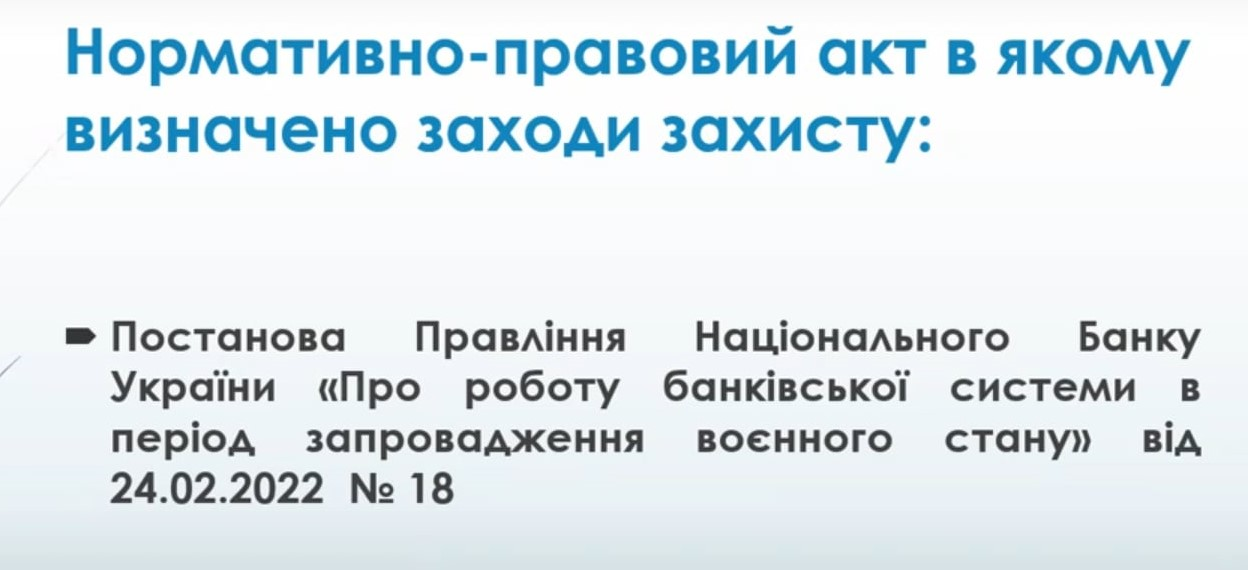 Нормативно-правовий акт в якому
визначено заходи захисту:
Постанова Правління Національного Банку
України «Про роботу банківської системи в
період запровадження воєнного стану» від
24.02.2022 № 18